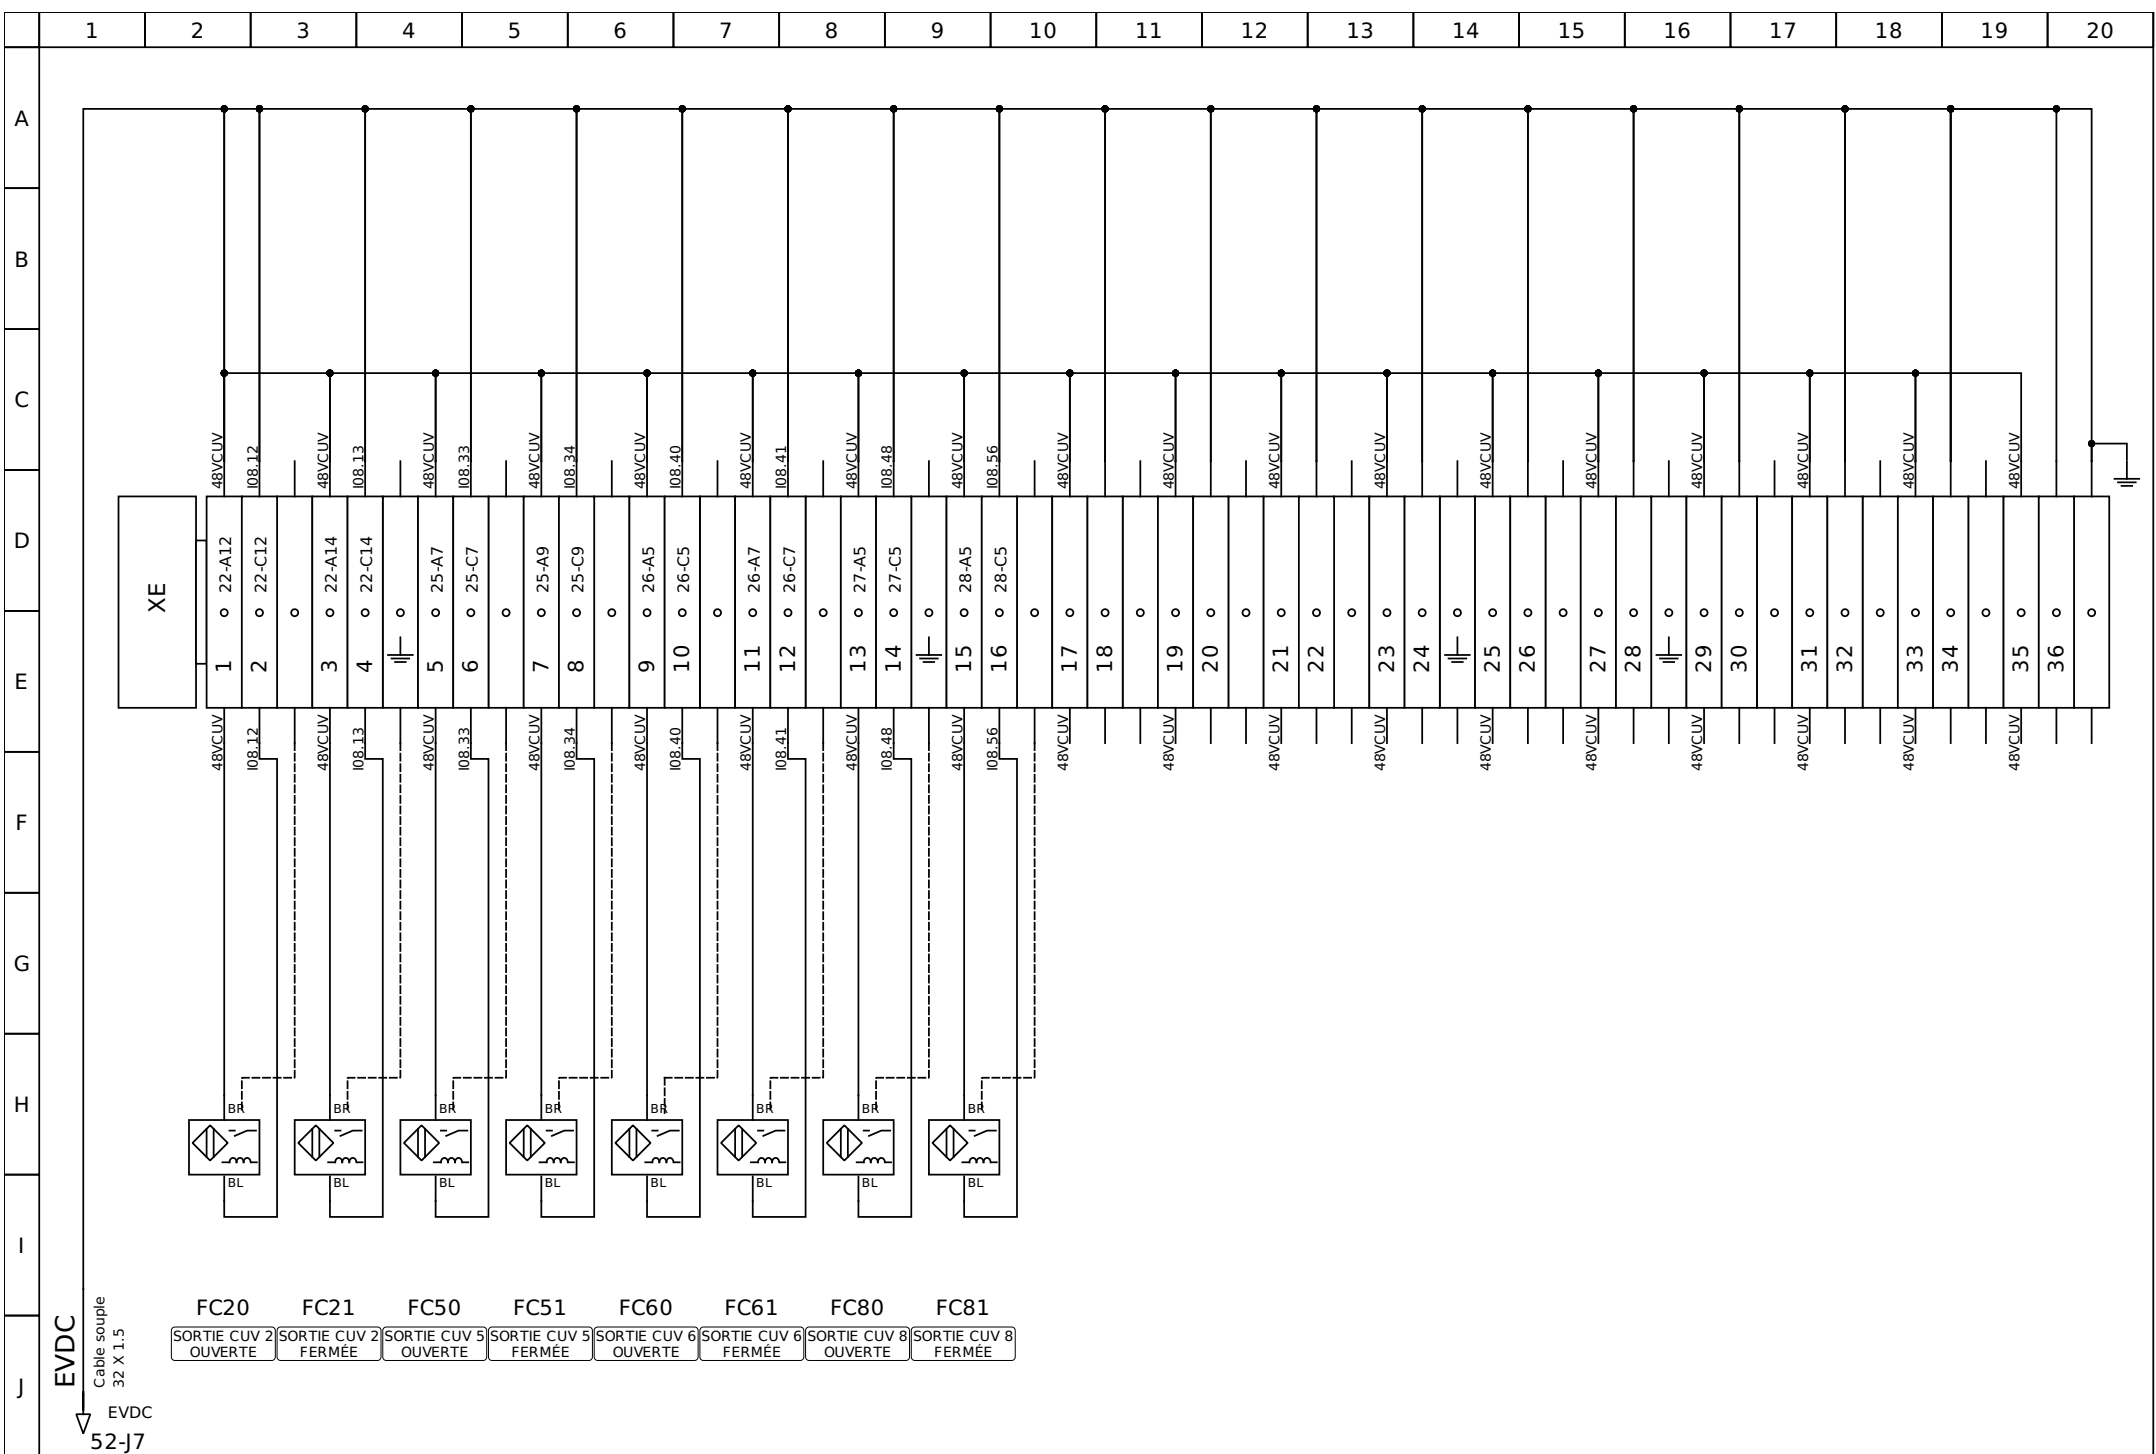 1 2 3 4 5 6 7 8 9 10 11 12 13 14 15 16 17 18 19 20
A
B
C
D
E
F
G
H
I
J
48VCUV I08.12 48VCUV I08.13 48VCUV I08.33 48VCUV I08.34 48VCUV I08.40 48VCUV I08.41 48VCUV I08.48 48VCUV I08.56 48VCUV 48VCUV 48VCUV 48VCUV 48VCUV 48VCUV 48VCUV 48VCUV
XE
22-A12 22-C12 22-A14 22-C14 25-A7 25-C7 25-A9 25-C9 26-A5 26-C5 26-A7 26-C7 27-A5 27-C5 28-A5 28-C5
1 2 3 4 5 6 7 8 9 10 11 12 13 14 15 16 17 18 19 20 21 22 23 24 25 26 27 28 29 30 31 32 33 34 35 36
48VCUV I08.12 48VCUV I08.13 48VCUV I08.33 48VCUV I08.34 48VCUV I08.40 48VCUV I08.41 48VCUV I08.48 48VCUV I08.56 48VCUV 48VCUV 48VCUV 48VCUV 48VCUV 48VCUV 48VCUV 48VCUV 48VCUV 48VCUV
BR BR BR BR BR BR BR BR
BL BL BL BL BL BL BL BL
FC20 FC21 FC50 FC51 FC60 FC61 FC80 FC81
SORTIE CUV 2
OUVERTE
SORTIE CUV 2
FERMÉE
SORTIE CUV 5
OUVERTE
SORTIE CUV 5
FERMÉE
SORTIE CUV 6
OUVERTE
SORTIE CUV 6
FERMÉE
SORTIE CUV 8
OUVERTE
SORTIE CUV 8
FERMÉE
EVDC
Cable souple
32 X 1.5
EVDC
52-J7